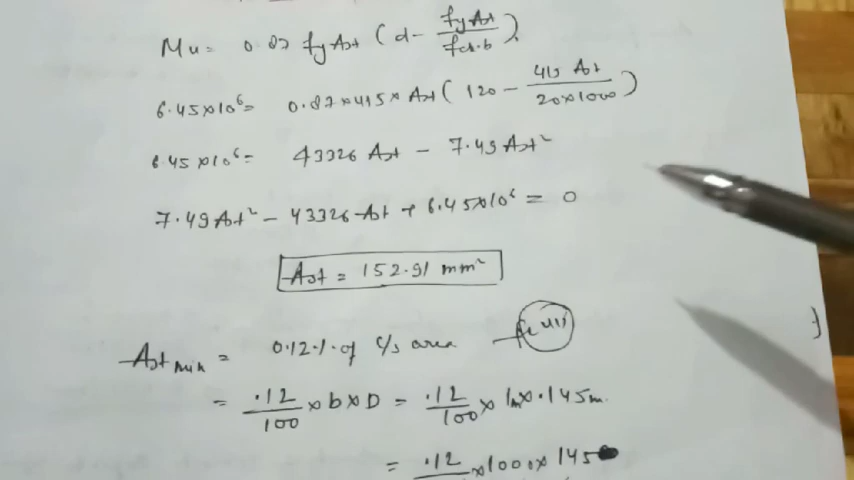 Mu = 0.87 fy Ast ( d - fy Ast / fck.b ).
6.45×10⁶ = 0.87×415× Ast ( 120 - 415 Ast / 20×1000 )
6.45×10⁶ = 43326 Ast - 7.49 Ast²
7.49 Ast² - 43326 Ast + 6.45×10⁶ = 0
Ast = 152.91 mm²
Ast min = 0.12 % of c/s area → fe 415
= .12 / 100 × b × D = .12 / 100 × 1m × .145m.
= .12 ×1000× 145